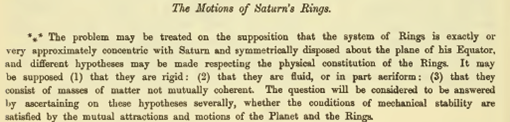 The Motions of Saturn's Rings.
*⁎* The problem may be treated on the supposition that the system of Rings is exactly or
very approximately concentric with Saturn and symmetrically disposed about the plane of his Equator,
and different hypotheses may be made respecting the physical constitution of the Rings. It may
be supposed (1) that they are rigid: (2) that they are fluid, or in part aeriform: (3) that they
consist of masses of matter not mutually coherent. The question will be considered to be answered
by ascertaining on these hypotheses severally, whether the conditions of mechanical stability are
satisfied by the mutual attractions and motions of the Planet and the Rings.